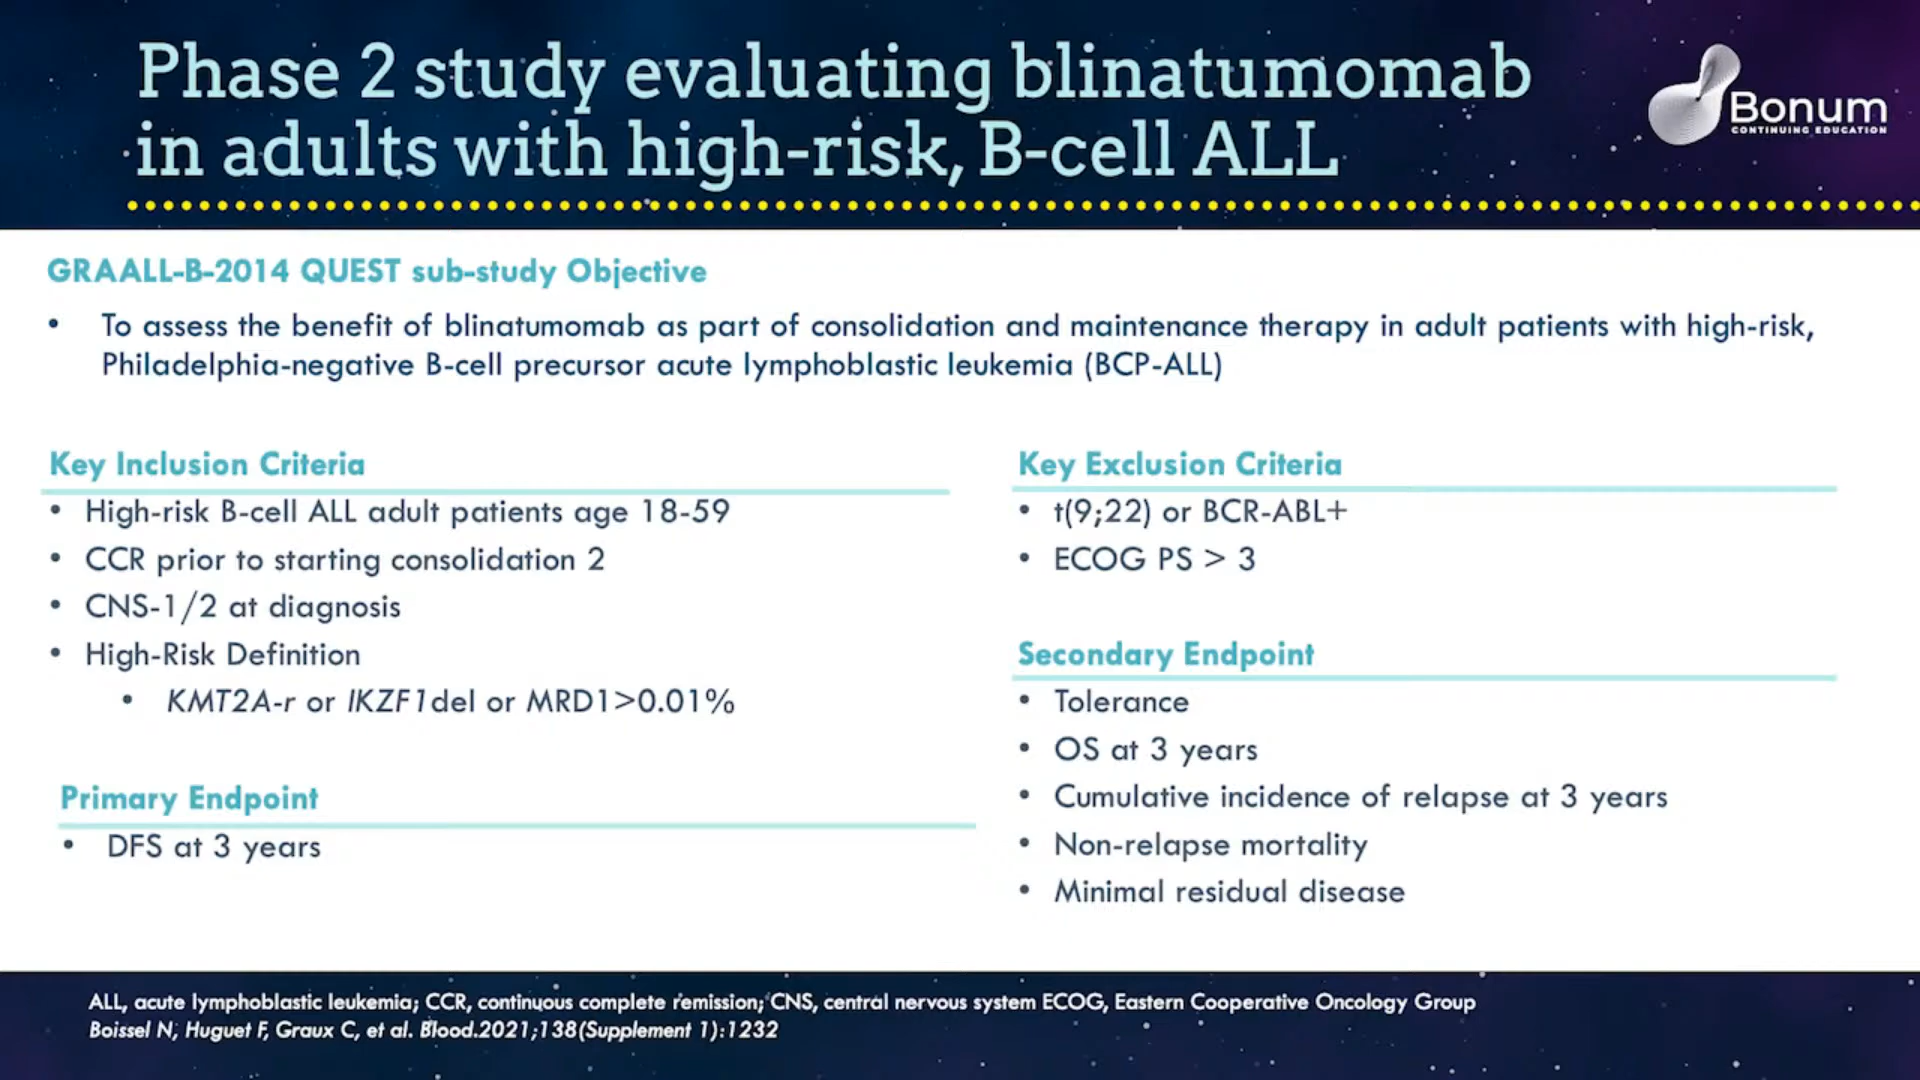 Phase 2 study evaluating blinatumomab
in adults with high-risk, B-cell ALL
Bonum
CONTINUING EDUCATION
GRAALL-B-2014 QUEST sub-study Objective
• To assess the benefit of blinatumomab as part of consolidation and maintenance therapy in adult patients with high-risk,
Philadelphia-negative B-cell precursor acute lymphoblastic leukemia (BCP-ALL)
Key Inclusion Criteria
• High-risk B-cell ALL adult patients age 18-59
• CCR prior to starting consolidation 2
• CNS-1/2 at diagnosis
• High-Risk Definition
• KMT2A-r or IKZF1del or MRD1>0.01%
Primary Endpoint
• DFS at 3 years
Key Exclusion Criteria
• t(9;22) or BCR-ABL+
• ECOG PS > 3
Secondary Endpoint
• Tolerance
• OS at 3 years
• Cumulative incidence of relapse at 3 years
• Non-relapse mortality
• Minimal residual disease
ALL, acute lymphoblastic leukemia; CCR, continuous complete remission; CNS, central nervous system ECOG, Eastern Cooperative Oncology Group
Boissel N, Huguet F, Graux C, et al. Blood.2021;138(Supplement 1):1232